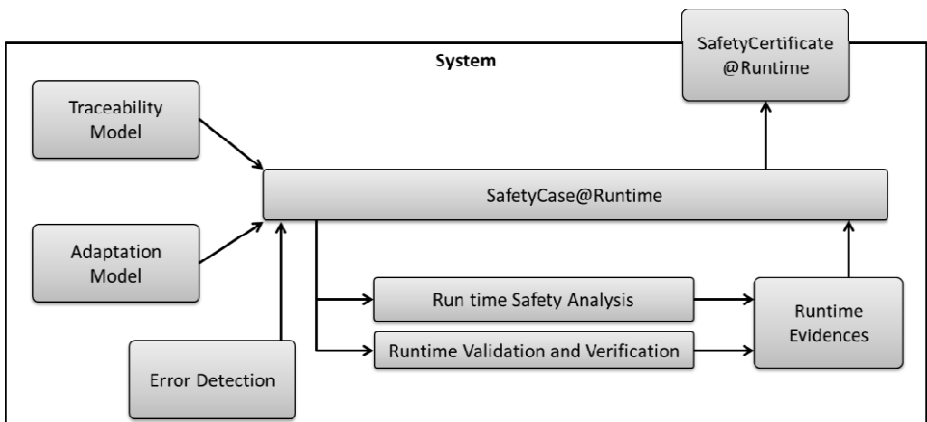 System
SafetyCertificate
@Runtime
Traceability
Model
SafetyCase@Runtime
Adaptation
Model
Run time Safety Analysis
Runtime Validation and Verification
Runtime
Evidences
Error Detection